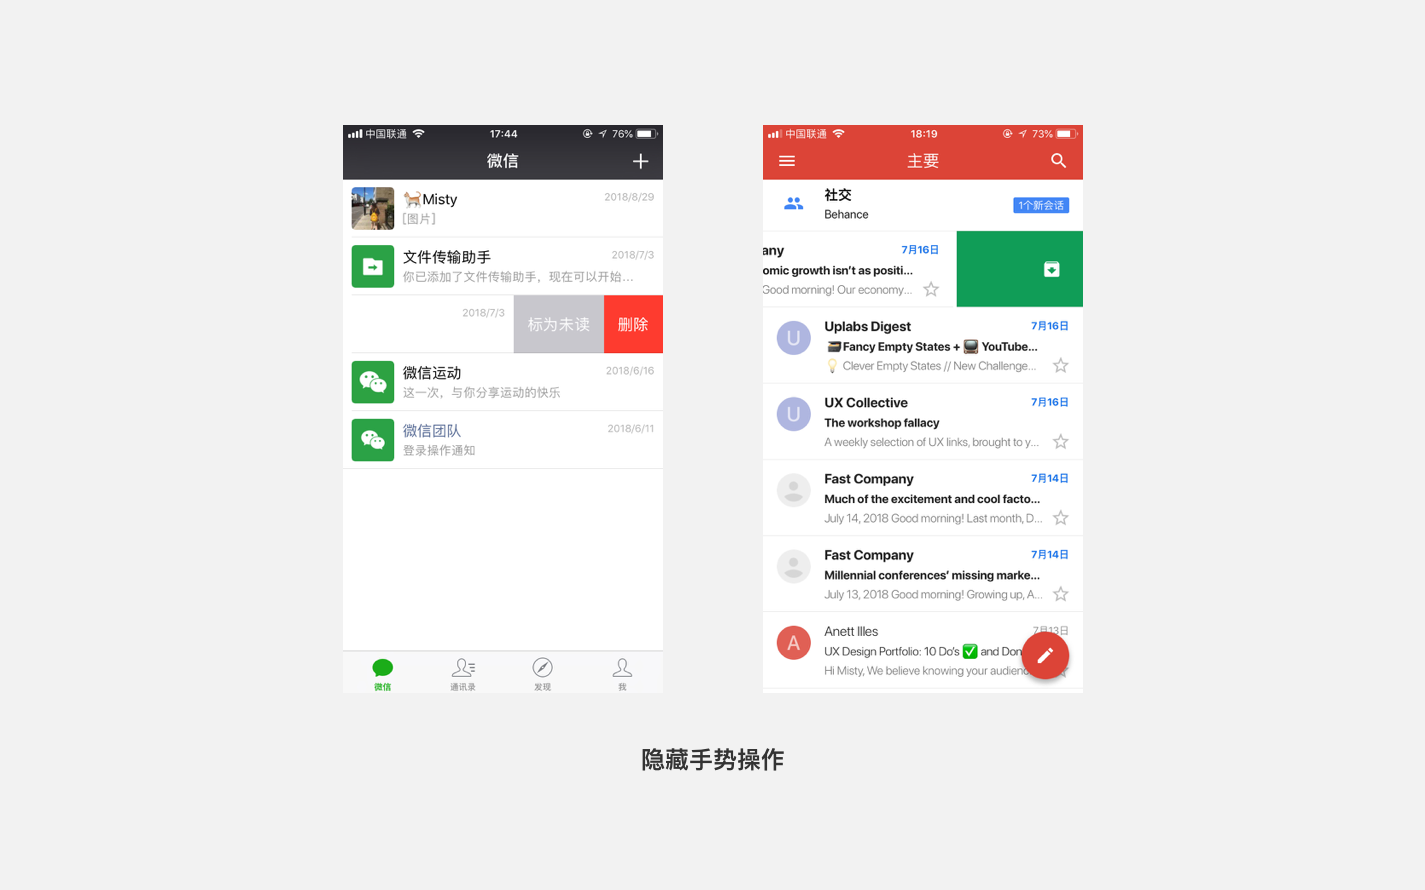 中国联通
17:44
76%
微信
Misty
2018/8/29
[图片]
文件传输助手
2018/7/3
你已添加了文件传输助手，现在可以开始...
2018/7/3
标为未读
删除
微信运动
2018/6/16
这一次，与你分享运动的快乐
微信团队
2018/6/11
登录操作通知
微信
通讯录
发现
我
中国联通
18:19
73%
主要
社交
Behance
1个新会话
any
7月16日
omic growth isn’t as positi...
Good morning! Our economy...
U
Uplabs Digest
7月16日
Fancy Empty States + YouTube...
Clever Empty States // New Challenge...
U
UX Collective
7月16日
The workshop fallacy
A weekly selection of UX links, brought to y...
Fast Company
7月14日
Much of the excitement and cool facto...
July 14, 2018 Good morning! Last month, D...
Fast Company
7月14日
Millennial conferences’ missing marke...
July 13, 2018 Good morning! Growing up, A...
A
Anett Illes
7月13日
UX Design Portfolio: 10 Do’s ✅ and Don
Hi Misty, We believe knowing your audien
隐藏手势操作